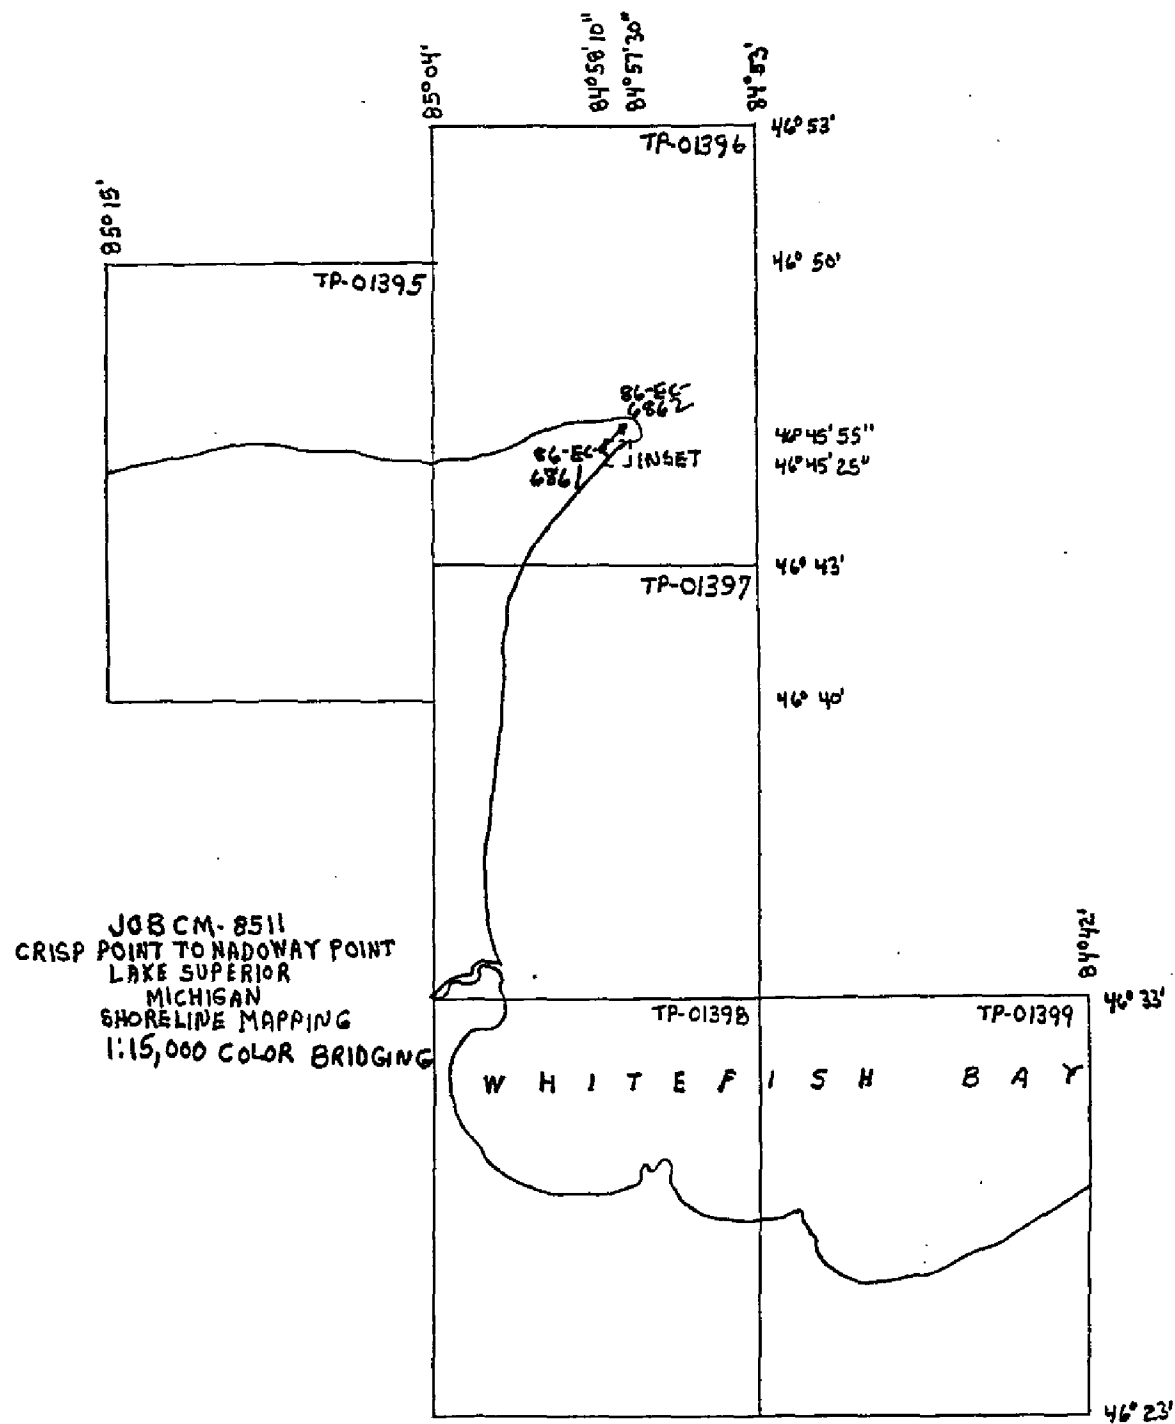 85° 04'
84° 58' 10"
84° 57' 30"
84° 53'
TP-01396
46° 53'
85° 15'
TP-01395
46° 50'
86-EC-
6862
86-EC-
6861
INSET
46° 45' 55"
46° 45' 25"
46° 43'
TP-01397
46° 40'
JOB CM-8511
CRISP POINT TO NADOWAY POINT
LAKE SUPERIOR
MICHIGAN
SHORELINE MAPPING
1:15,000 COLOR BRIDGING
84° 42'
46° 33'
TP-01398
TP-01399
WHITEFISH BAY
46° 23'